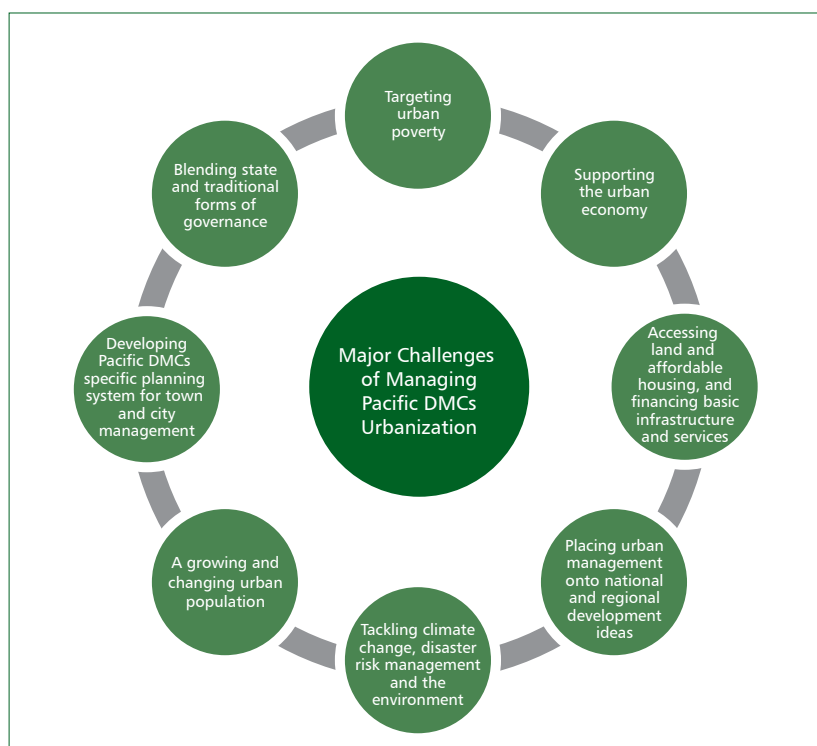 Targeting
urban
poverty
Supporting
the urban
economy
Accessing
land and
affordable
housing, and
financing basic
infrastructure
and services
Placing urban
management
onto national
and regional
development
ideas
Tackling climate
change, disaster
risk management
and the
environment
A growing and
changing urban
population
Developing
Pacific DMCs
specific planning
system for town
and city
management
Blending state
and traditional
forms of
governance
Major Challenges
of Managing
Pacific DMCs
Urbanization